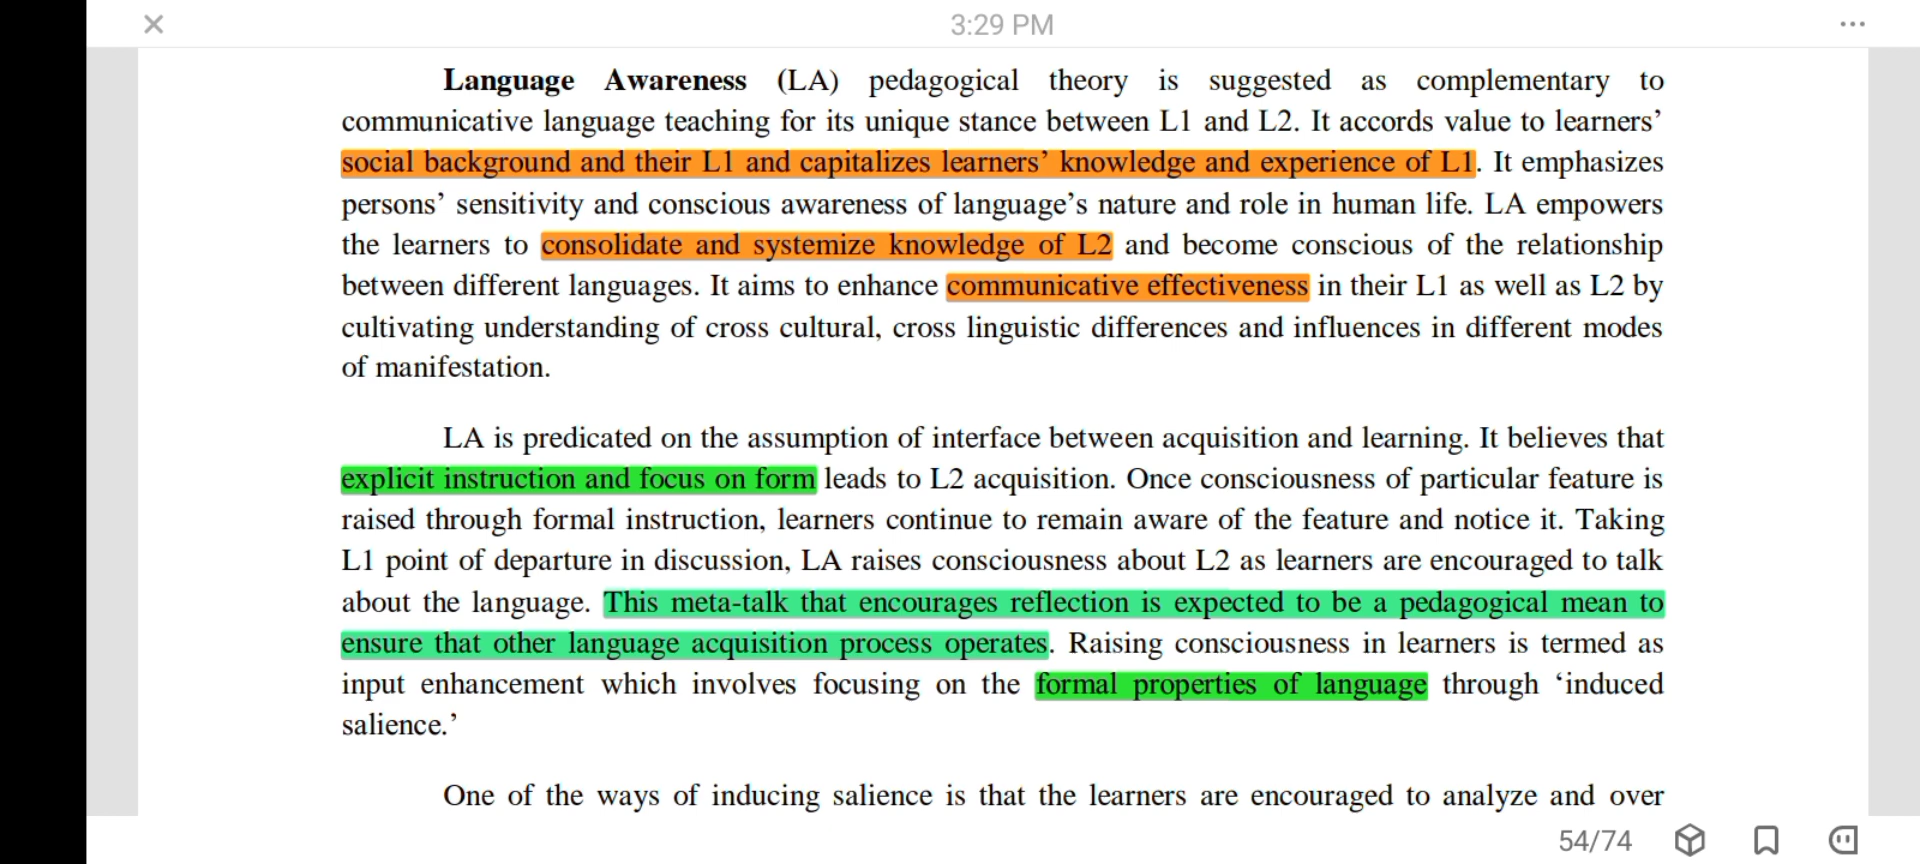 3:29 PM
Language Awareness (LA) pedagogical theory is suggested as complementary to
communicative language teaching for its unique stance between L1 and L2. It accords value to learners’
social background and their L1 and capitalizes learners’ knowledge and experience of L1. It emphasizes
persons’ sensitivity and conscious awareness of language’s nature and role in human life. LA empowers
the learners to consolidate and systemize knowledge of L2 and become conscious of the relationship
between different languages. It aims to enhance communicative effectiveness in their L1 as well as L2 by
cultivating understanding of cross cultural, cross linguistic differences and influences in different modes
of manifestation.
LA is predicated on the assumption of interface between acquisition and learning. It believes that
explicit instruction and focus on form leads to L2 acquisition. Once consciousness of particular feature is
raised through formal instruction, learners continue to remain aware of the feature and notice it. Taking
L1 point of departure in discussion, LA raises consciousness about L2 as learners are encouraged to talk
about the language. This meta-talk that encourages reflection is expected to be a pedagogical mean to
ensure that other language acquisition process operates. Raising consciousness in learners is termed as
input enhancement which involves focusing on the formal properties of language through ‘induced
salience.’
One of the ways of inducing salience is that the learners are encouraged to analyze and over
54/74